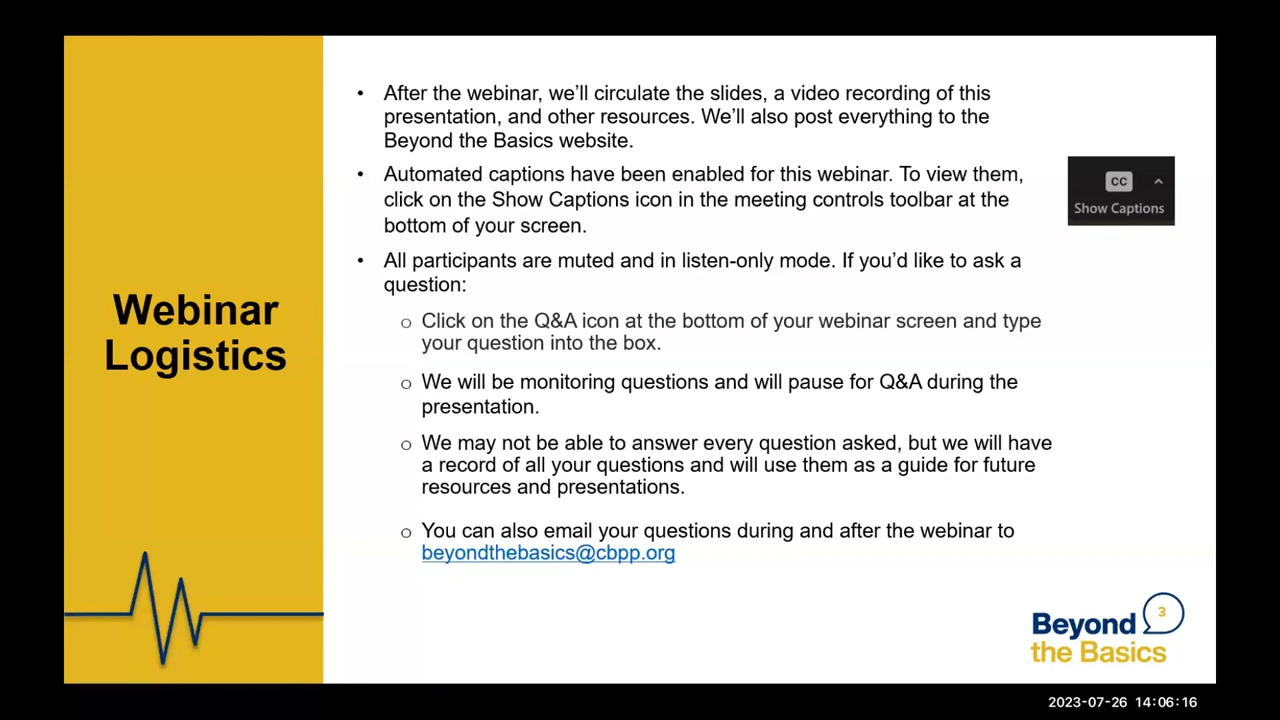 Webinar
Logistics
• After the webinar, we'll circulate the slides, a video recording of this
presentation, and other resources. We'll also post everything to the
Beyond the Basics website.
• Automated captions have been enabled for this webinar. To view them,
click on the Show Captions icon in the meeting controls toolbar at the
bottom of your screen.
CC
Show Captions
• All participants are muted and in listen-only mode. If you'd like to ask a
question:
o Click on the Q&A icon at the bottom of your webinar screen and type
your question into the box.
o We will be monitoring questions and will pause for Q&A during the
presentation.
o We may not be able to answer every question asked, but we will have
a record of all your questions and will use them as a guide for future
resources and presentations.
o You can also email your questions during and after the webinar to
beyondthebasics@cbpp.org
3
Beyond
the Basics
2023-07-26 14:06:16